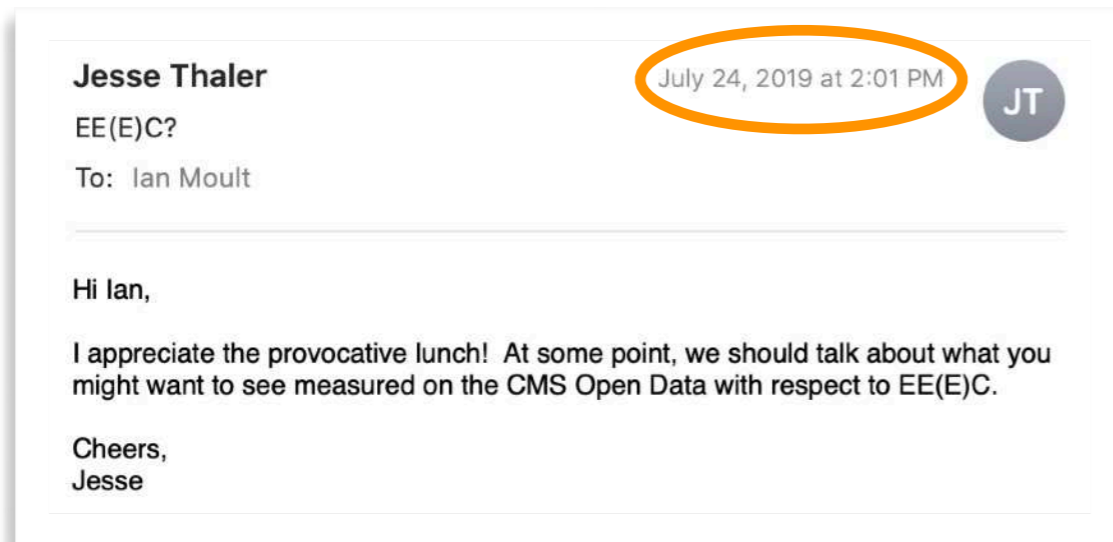 Jesse Thaler
July 24, 2019 at 2:01 PM
JT
EE(E)C?
To: Ian Moult
Hi Ian,
I appreciate the provocative lunch!  At some point, we should talk about what you
might want to see measured on the CMS Open Data with respect to EE(E)C.
Cheers,
Jesse